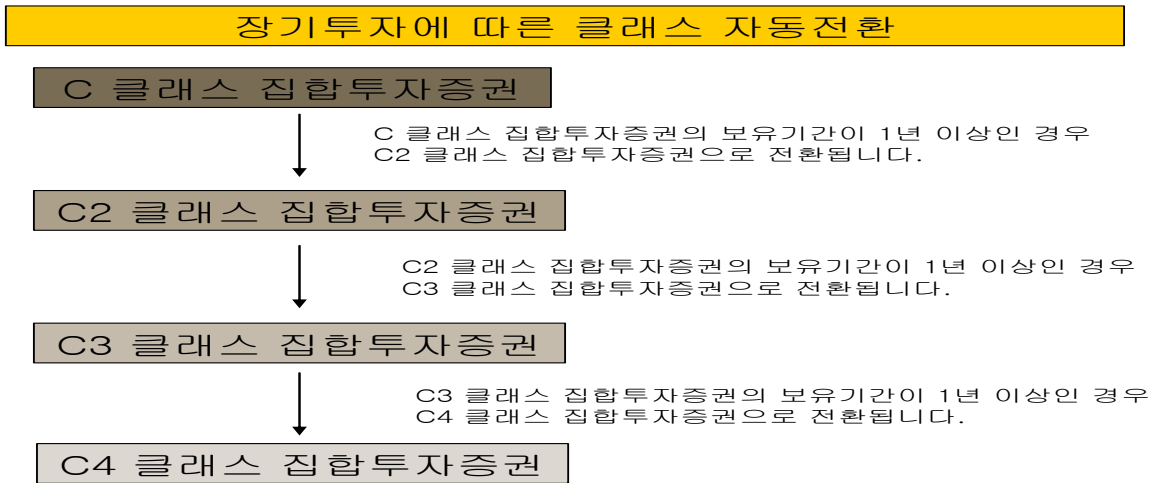 장기투자에 따른 클래스 자동전환
C 클래스 집합투자증권
C 클래스 집합투자증권의 보유기간이 1년 이상인 경우
C2 클래스 집합투자증권으로 전환됩니다.
C2 클래스 집합투자증권
C2 클래스 집합투자증권의 보유기간이 1년 이상인 경우
C3 클래스 집합투자증권으로 전환됩니다.
C3 클래스 집합투자증권
C3 클래스 집합투자증권의 보유기간이 1년 이상인 경우
C4 클래스 집합투자증권으로 전환됩니다.
C4 클래스 집합투자증권